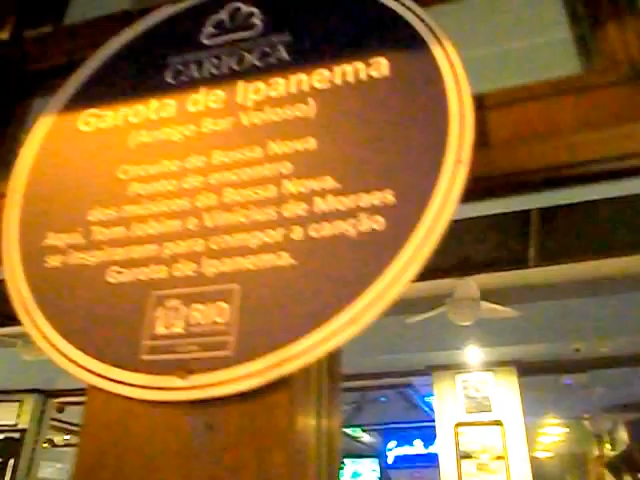 CARIOCA
Garota de Ipanema
(Antigo Bar Veloso)
Circuito da Bossa Nova
Ponto de encontro
dos músicos da Bossa Nova.
Aqui, Tom Jobim e Vinicius de Moraes
se inspiraram para compor a canção
Garota de Ipanema.
RIO